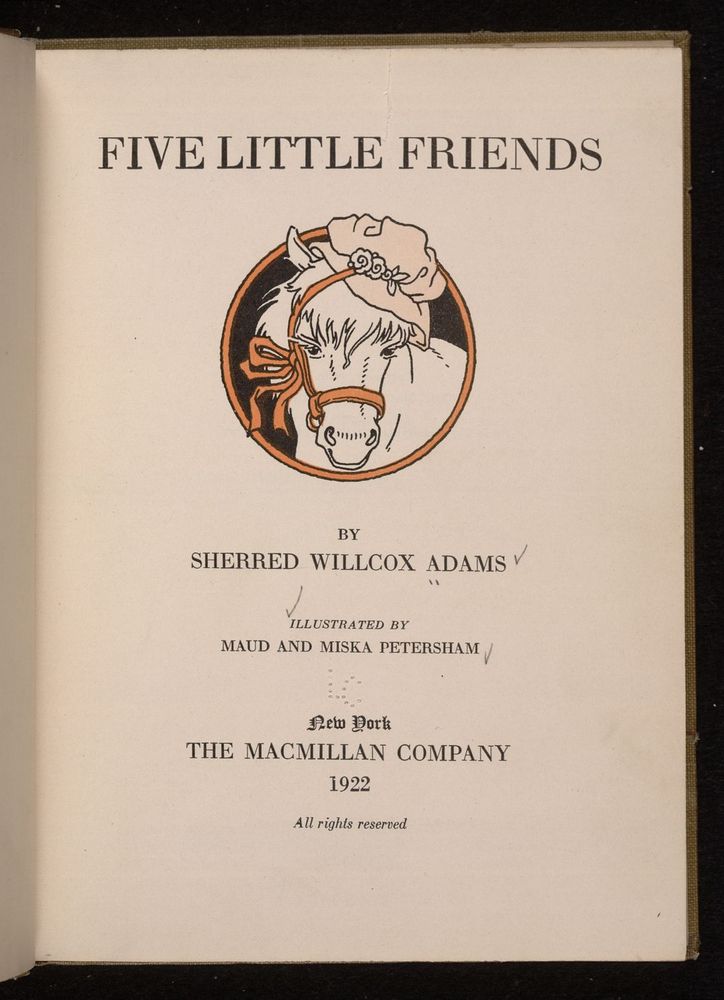 FIVE LITTLE FRIENDS
BY
SHERRED WILLCOX ADAMS
ILLUSTRATED BY
MAUD AND MISKA PETERSHAM
LC
New York
THE MACMILLAN COMPANY
1922
All rights reserved